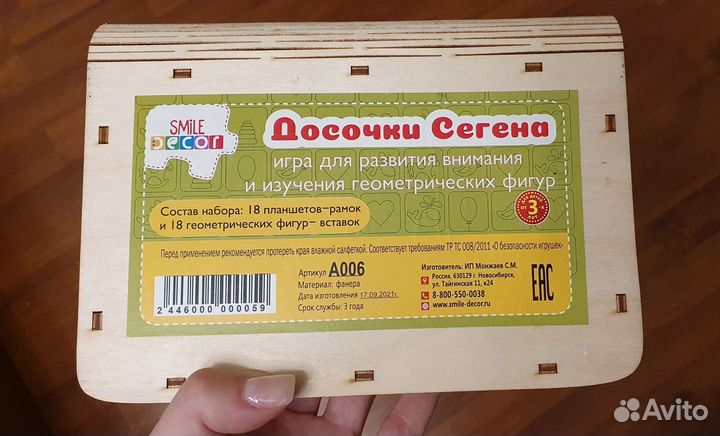 SMILE
DECOR
Досочки Сегена
игра для развития внимания
и изучения геометрических фигур
Состав набора: 18 планшетов-рамок
и 18 геометрических фигур- вставок
ДЛЯ ДЕТЕЙ
ОТ 3-Х
Перед применением рекомендуется протереть края влажной салфеткой. Соответствует требованиям ТР ТС 008/2011 «О безопасности игрушек»
Артикул А006
Материал: фанера
Дата изготовления 17.09.2021г.
Срок службы: 3 года
Изготовитель: ИП Монжаев С.М.
Россия, 630129 г. Новосибирск,
ул. Тайгинская 11, к24
8-800-550-0038
www.smile-decor.ru
EAC
2 446000 000059
Avito